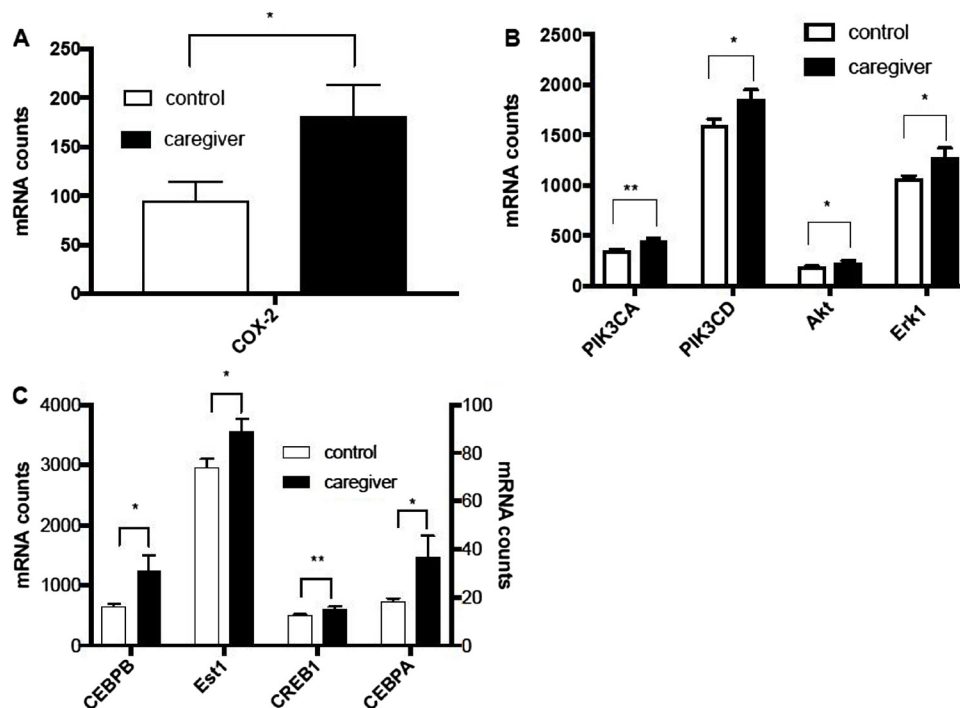 A
*
250
200
150
100
50
0
mRNA counts
control
caregiver
COX-2
B
2500
2000
1500
1000
500
0
mRNA counts
control
caregiver
**
*
*
*
PIK3CA
PIK3CD
Akt
Erk1
C
4000
3000
2000
1000
0
mRNA counts
control
caregiver
*
*
**
*
100
80
60
40
20
0
mRNA counts
CEBPB
Est1
CREB1
CEBPA